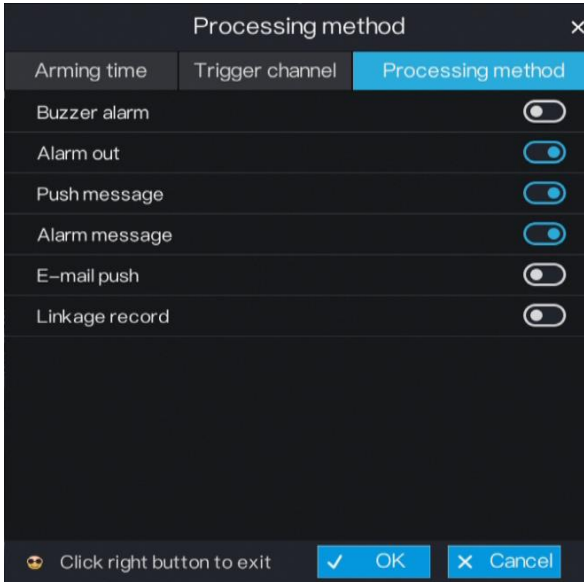 Processing method
Arming time Trigger channel Processing method
Buzzer alarm
Alarm out
Push message
Alarm message
E-mail push
Linkage record
Click right button to exit OK Cancel